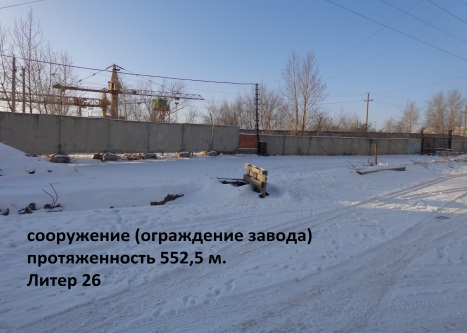 сооружение (ограждение завода)
протяженность 552,5 м.
Литер 26